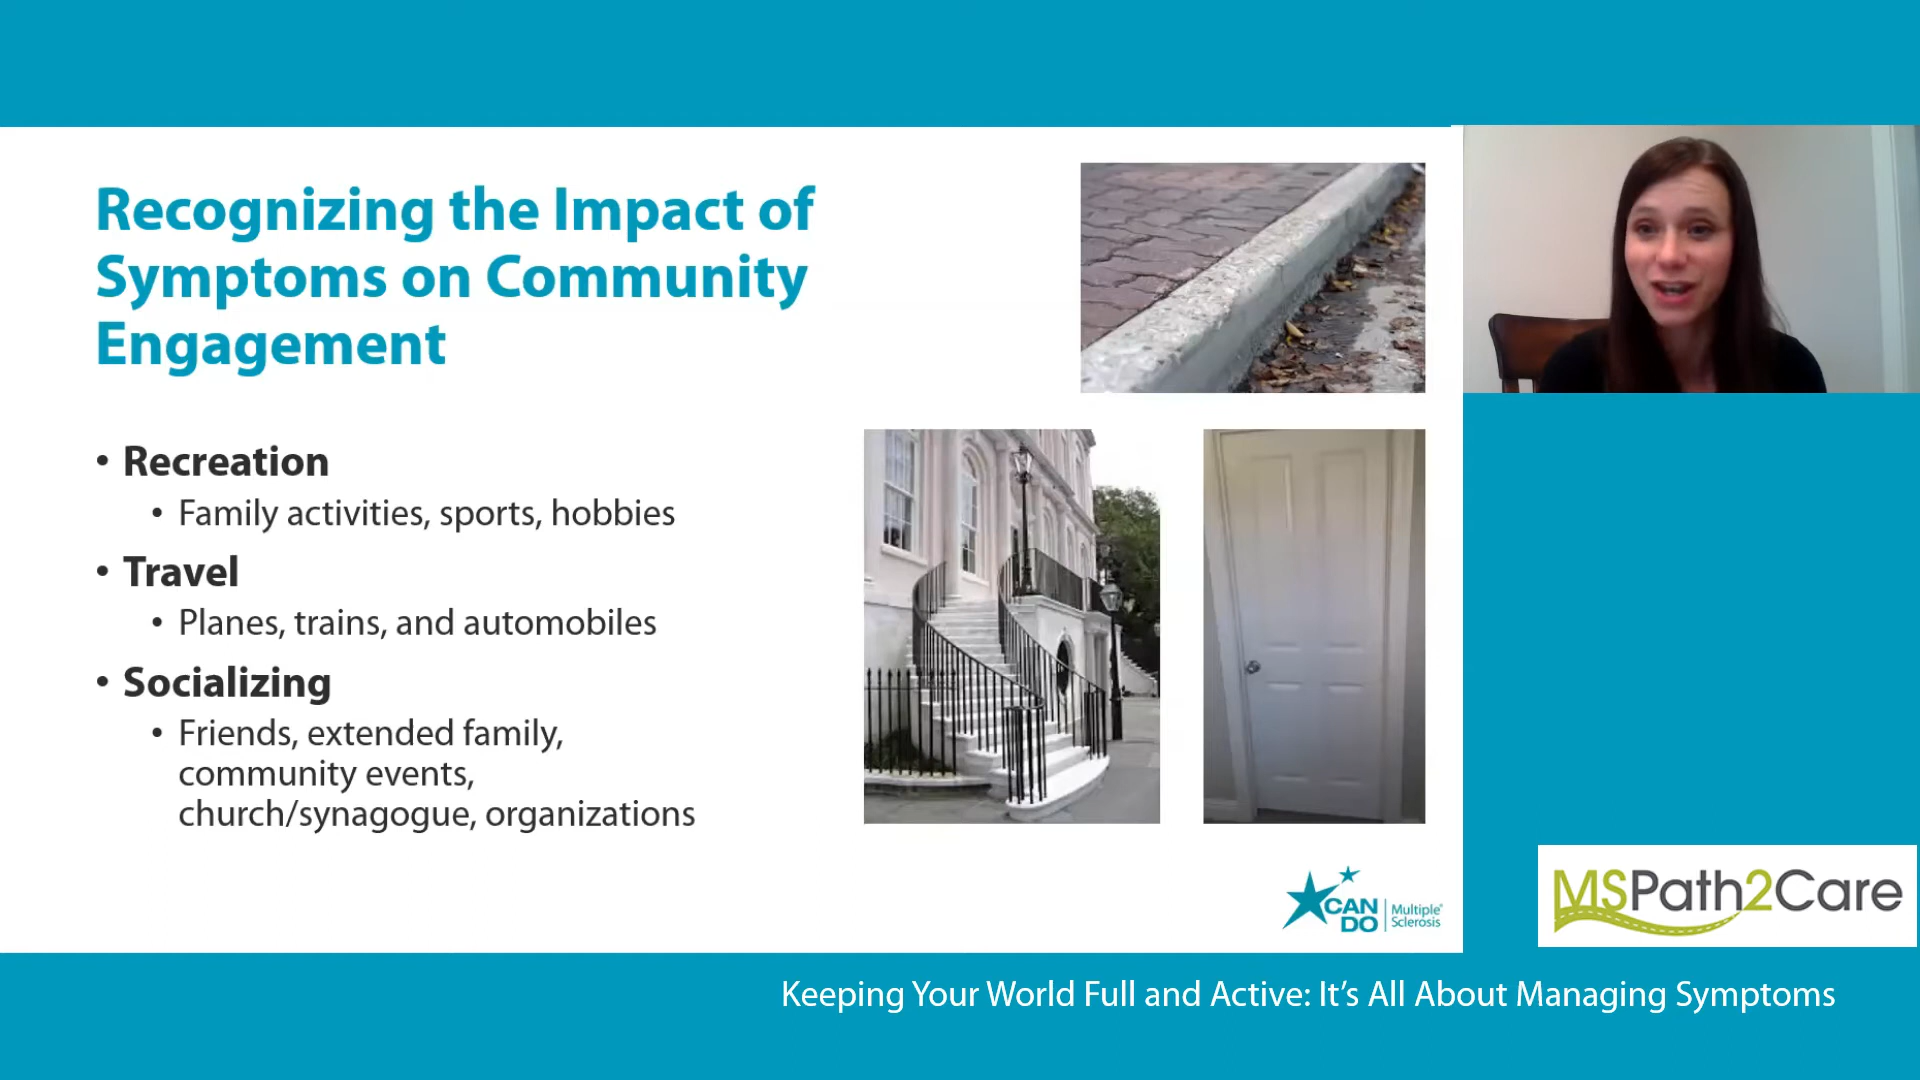 Recognizing the Impact of
Symptoms on Community
Engagement
• Recreation
• Family activities, sports, hobbies
• Travel
• Planes, trains, and automobiles
• Socializing
• Friends, extended family,
community events,
church/synagogue, organizations
CAN DO Multiple® Sclerosis
MSPath2Care
Keeping Your World Full and Active: It’s All About Managing Symptoms